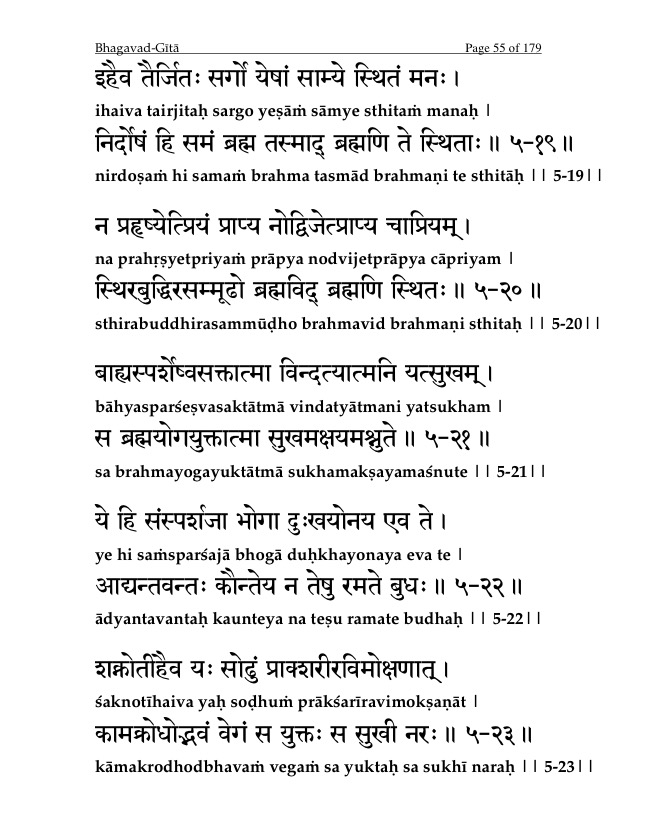 Bhagavad-Gītā Page 55 of 179
इहैव तैर्जितः सर्गो येषां साम्ये स्थितं मनः।
ihaiva tairjitaḥ sargo yeṣāṁ sāmye sthitaṁ manaḥ |
निर्दोषं हि समं ब्रह्म तस्माद् ब्रह्मणि ते स्थिताः॥ ५-१९॥
nirdoṣaṁ hi samaṁ brahma tasmād brahmaṇi te sthitāḥ || 5-19||
न प्रहृष्येत्प्रियं प्राप्य नोद्विजेत्प्राप्य चाप्रियम्।
na prahṛṣyetpriyaṁ prāpya nodvijetprāpya cāpriyam |
स्थिरबुद्धिरसम्मूढो ब्रह्मविद् ब्रह्मणि स्थितः॥ ५-२०॥
sthirabuddhirasammūḍho brahmavid brahmaṇi sthitaḥ || 5-20||
बाह्यस्पर्शेष्वसक्तात्मा विन्दत्यात्मनि यत्सुखम्।
bāhyasparśeṣvasaktātmā vindatyātmani yatsukham |
स ब्रह्मयोगयुक्तात्मा सुखमक्षयमश्नुते॥ ५-२१॥
sa brahmayogayuktātmā sukhamakṣayamaśnute || 5-21||
ये हि संस्पर्शजा भोगा दुःखयोनय एव ते।
ye hi saṁsparśajā bhogā duḥkhayonaya eva te |
आद्यन्तवन्तः कौन्तेय न तेषु रमते बुधः॥ ५-२२॥
ādyantavantaḥ kaunteya na teṣu ramate budhaḥ || 5-22||
शक्नोतीहैव यः सोढुं प्राक्शरीरविमोक्षणात्।
śaknotīhaiva yaḥ soḍhuṁ prākśarīravimokṣaṇāt |
कामक्रोधोद्भवं वेगं स युक्तः स सुखी नरः॥ ५-२३॥
kāmakrodhodbhavaṁ vegaṁ sa yuktaḥ sa sukhī naraḥ || 5-23||